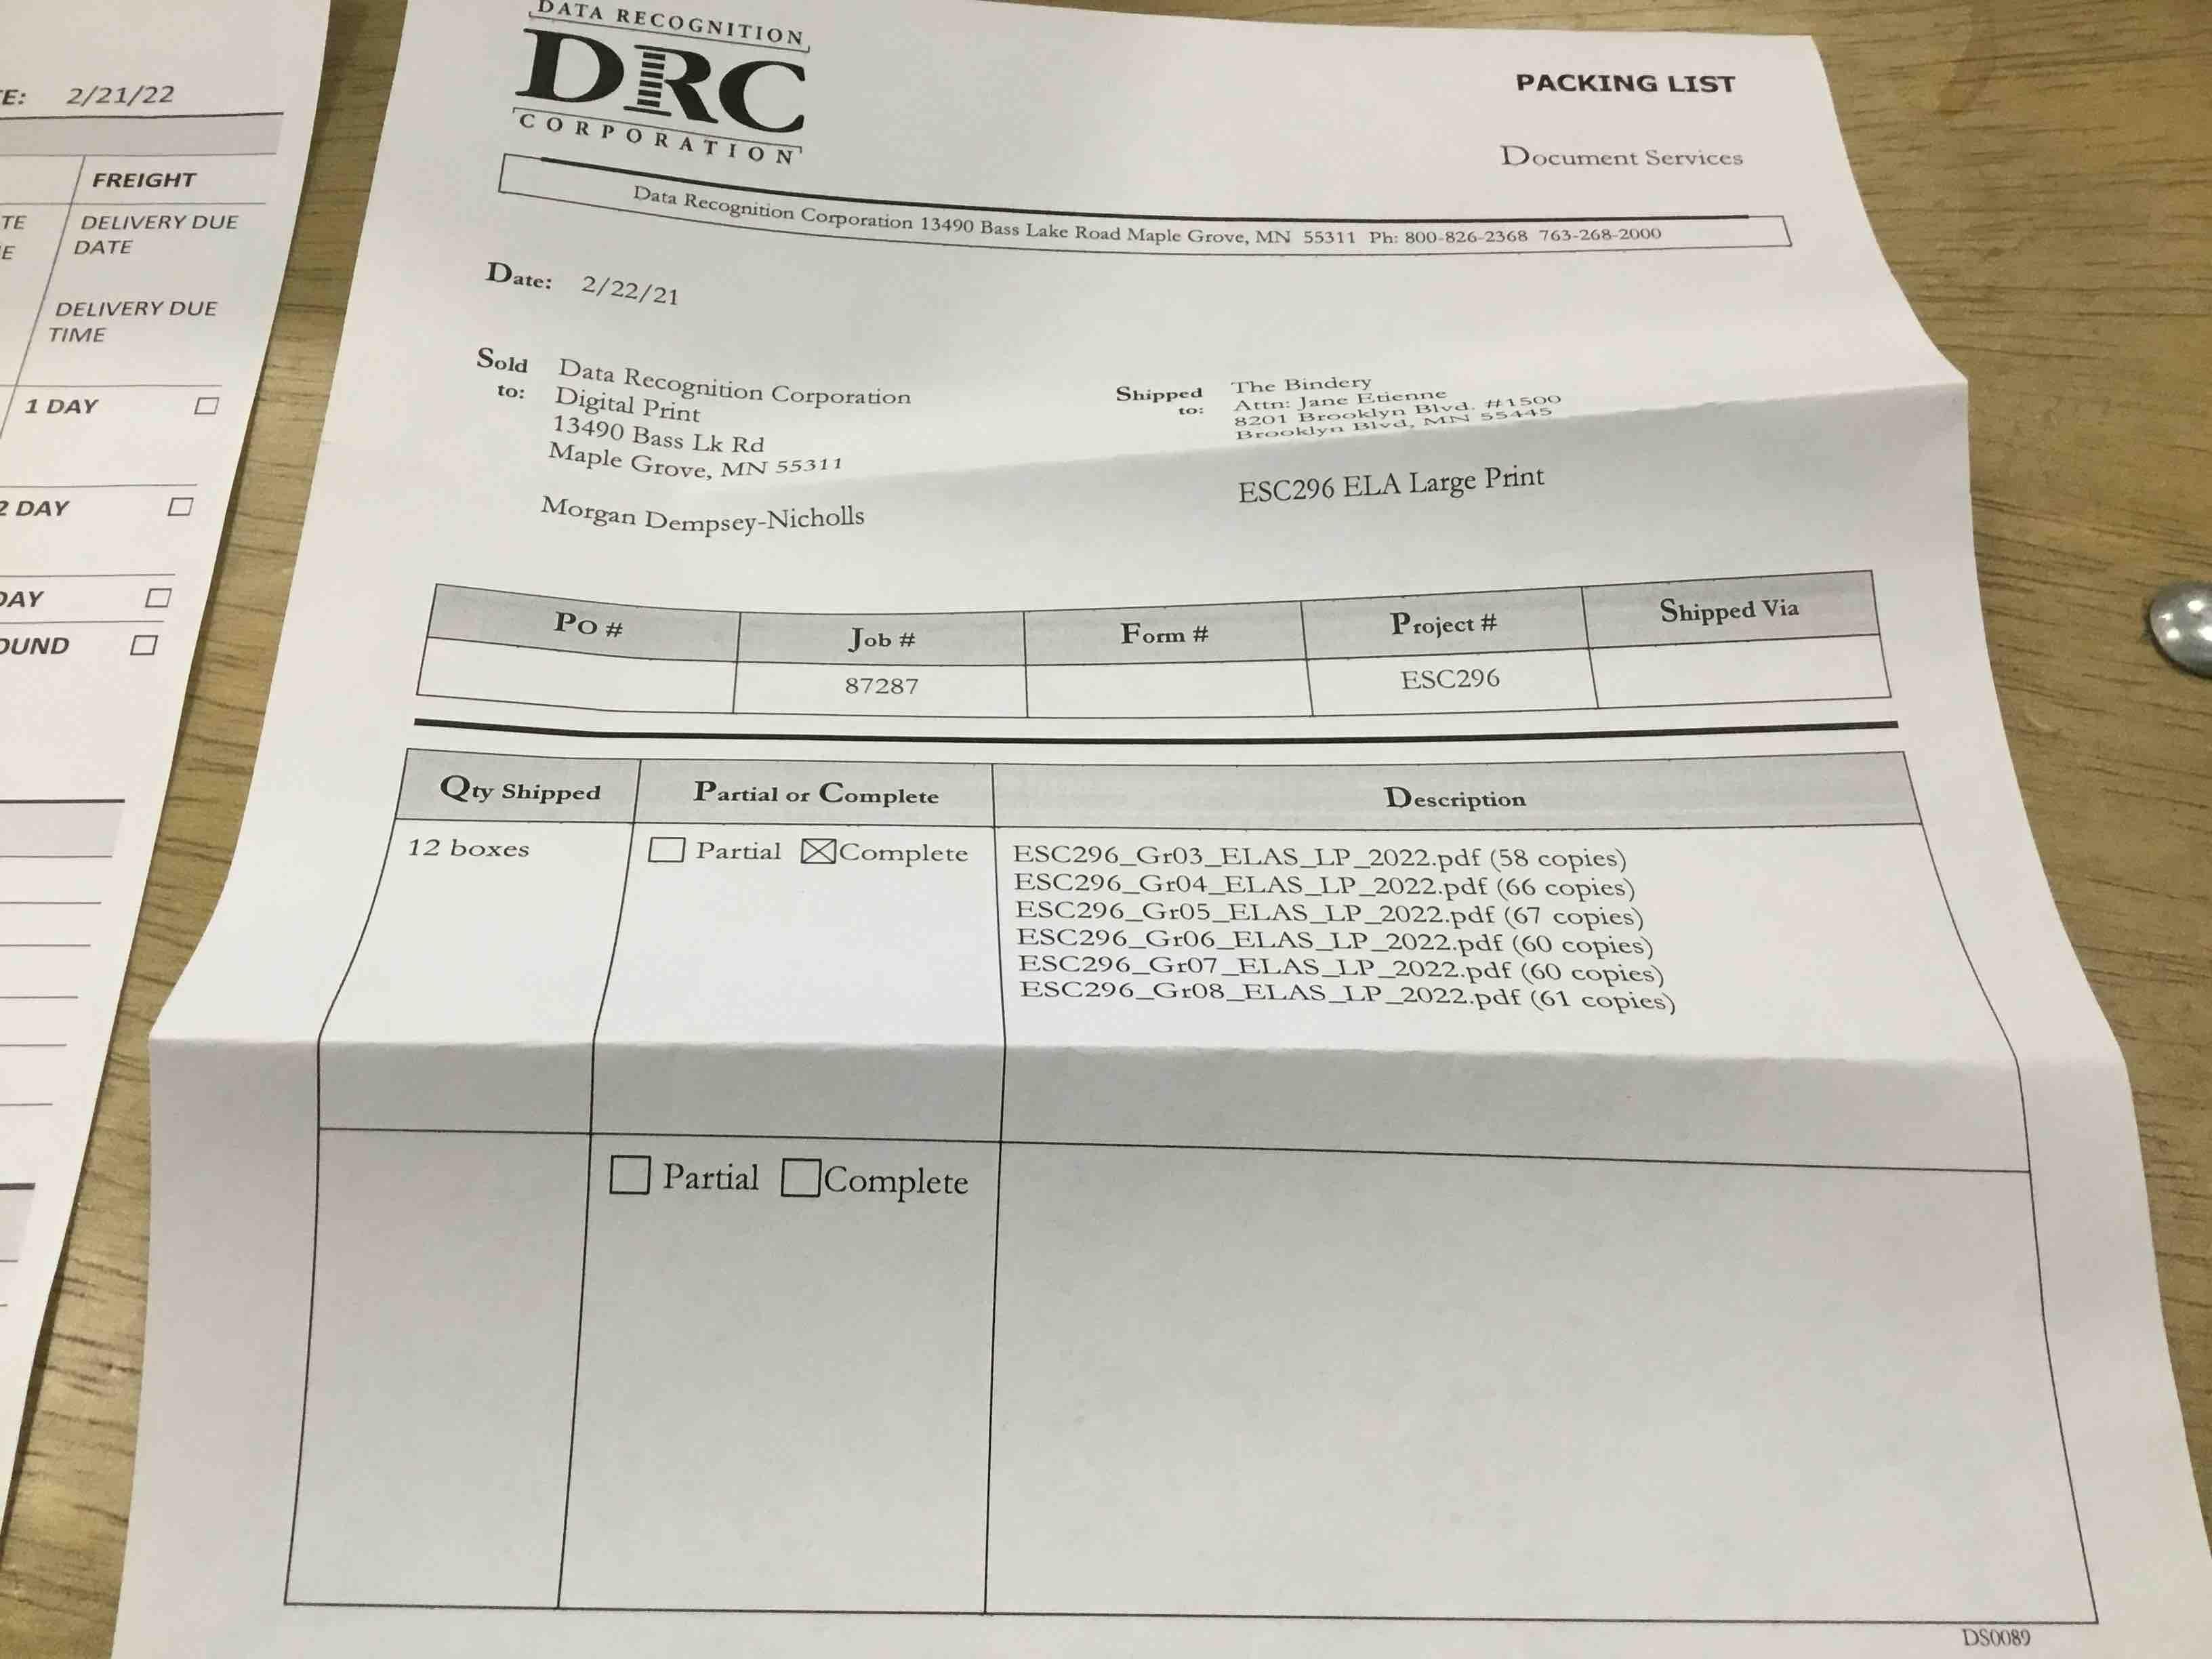 E: 2/21/22
FREIGHT
TE
E
DELIVERY DUE
DATE
DELIVERY DUE
TIME
1 DAY
2 DAY
DAY
OUND
DATA RECOGNITION
DRC
CORPORATION
PACKING LIST
Document Services
Data Recognition Corporation 13490 Bass Lake Road Maple Grove, MN 55311 Ph: 800-826-2368 763-268-2000
Date: 2/22/21
Sold to:
Data Recognition Corporation
Digital Print
13490 Bass Lk Rd
Maple Grove, MN 55311
Morgan Dempsey-Nicholls
Shipped to:
The Bindery
Attn: Jane Etienne
8201 Brooklyn Blvd. #1500
Brooklyn Blvd, MN 55445
ESC296 ELA Large Print
Po # Job # Form # Project # Shipped Via
87287 ESC296
Qty Shipped Partial or Complete Description
12 boxes Partial Complete
ESC296_Gr03_ELAS_LP_2022.pdf (58 copies)
ESC296_Gr04_ELAS_LP_2022.pdf (66 copies)
ESC296_Gr05_ELAS_LP_2022.pdf (67 copies)
ESC296_Gr06_ELAS_LP_2022.pdf (60 copies)
ESC296_Gr07_ELAS_LP_2022.pdf (60 copies)
ESC296_Gr08_ELAS_LP_2022.pdf (61 copies)
Partial Complete
DS0089